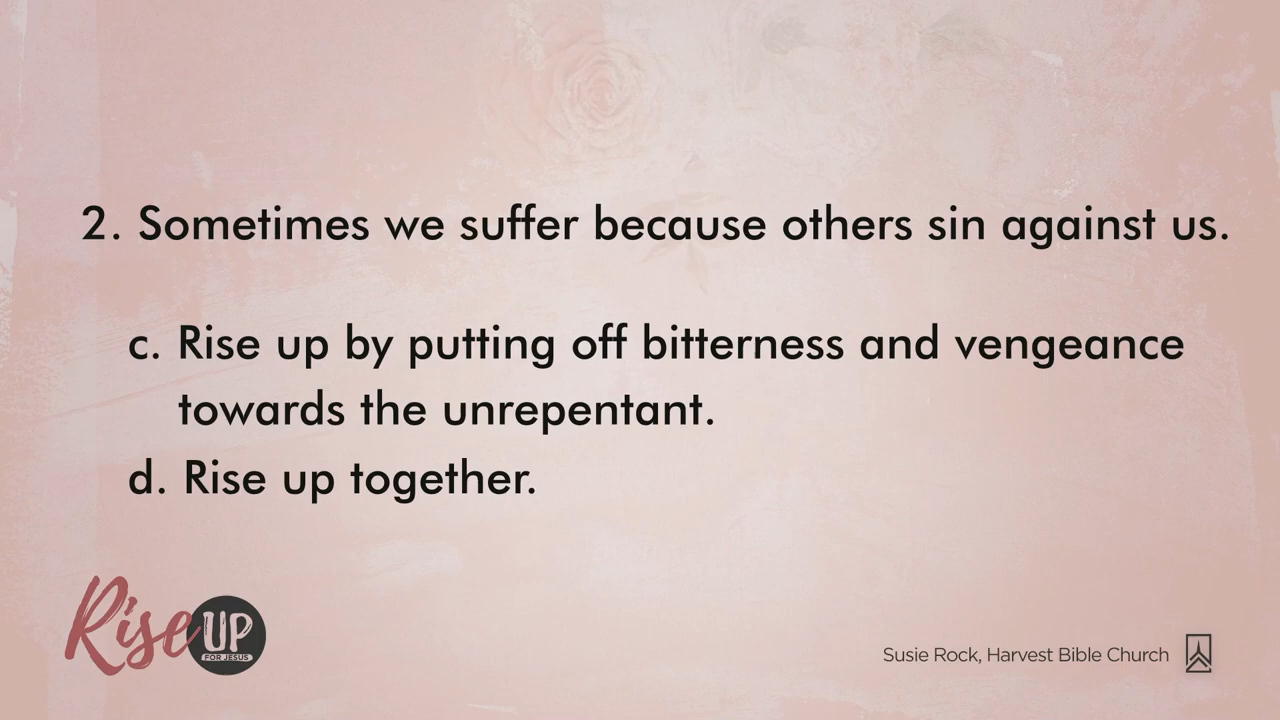 2. Sometimes we suffer because others sin against us.
c. Rise up by putting off bitterness and vengeance
towards the unrepentant.
d. Rise up together.
Rise UP
FOR JESUS
Susie Rock, Harvest Bible Church